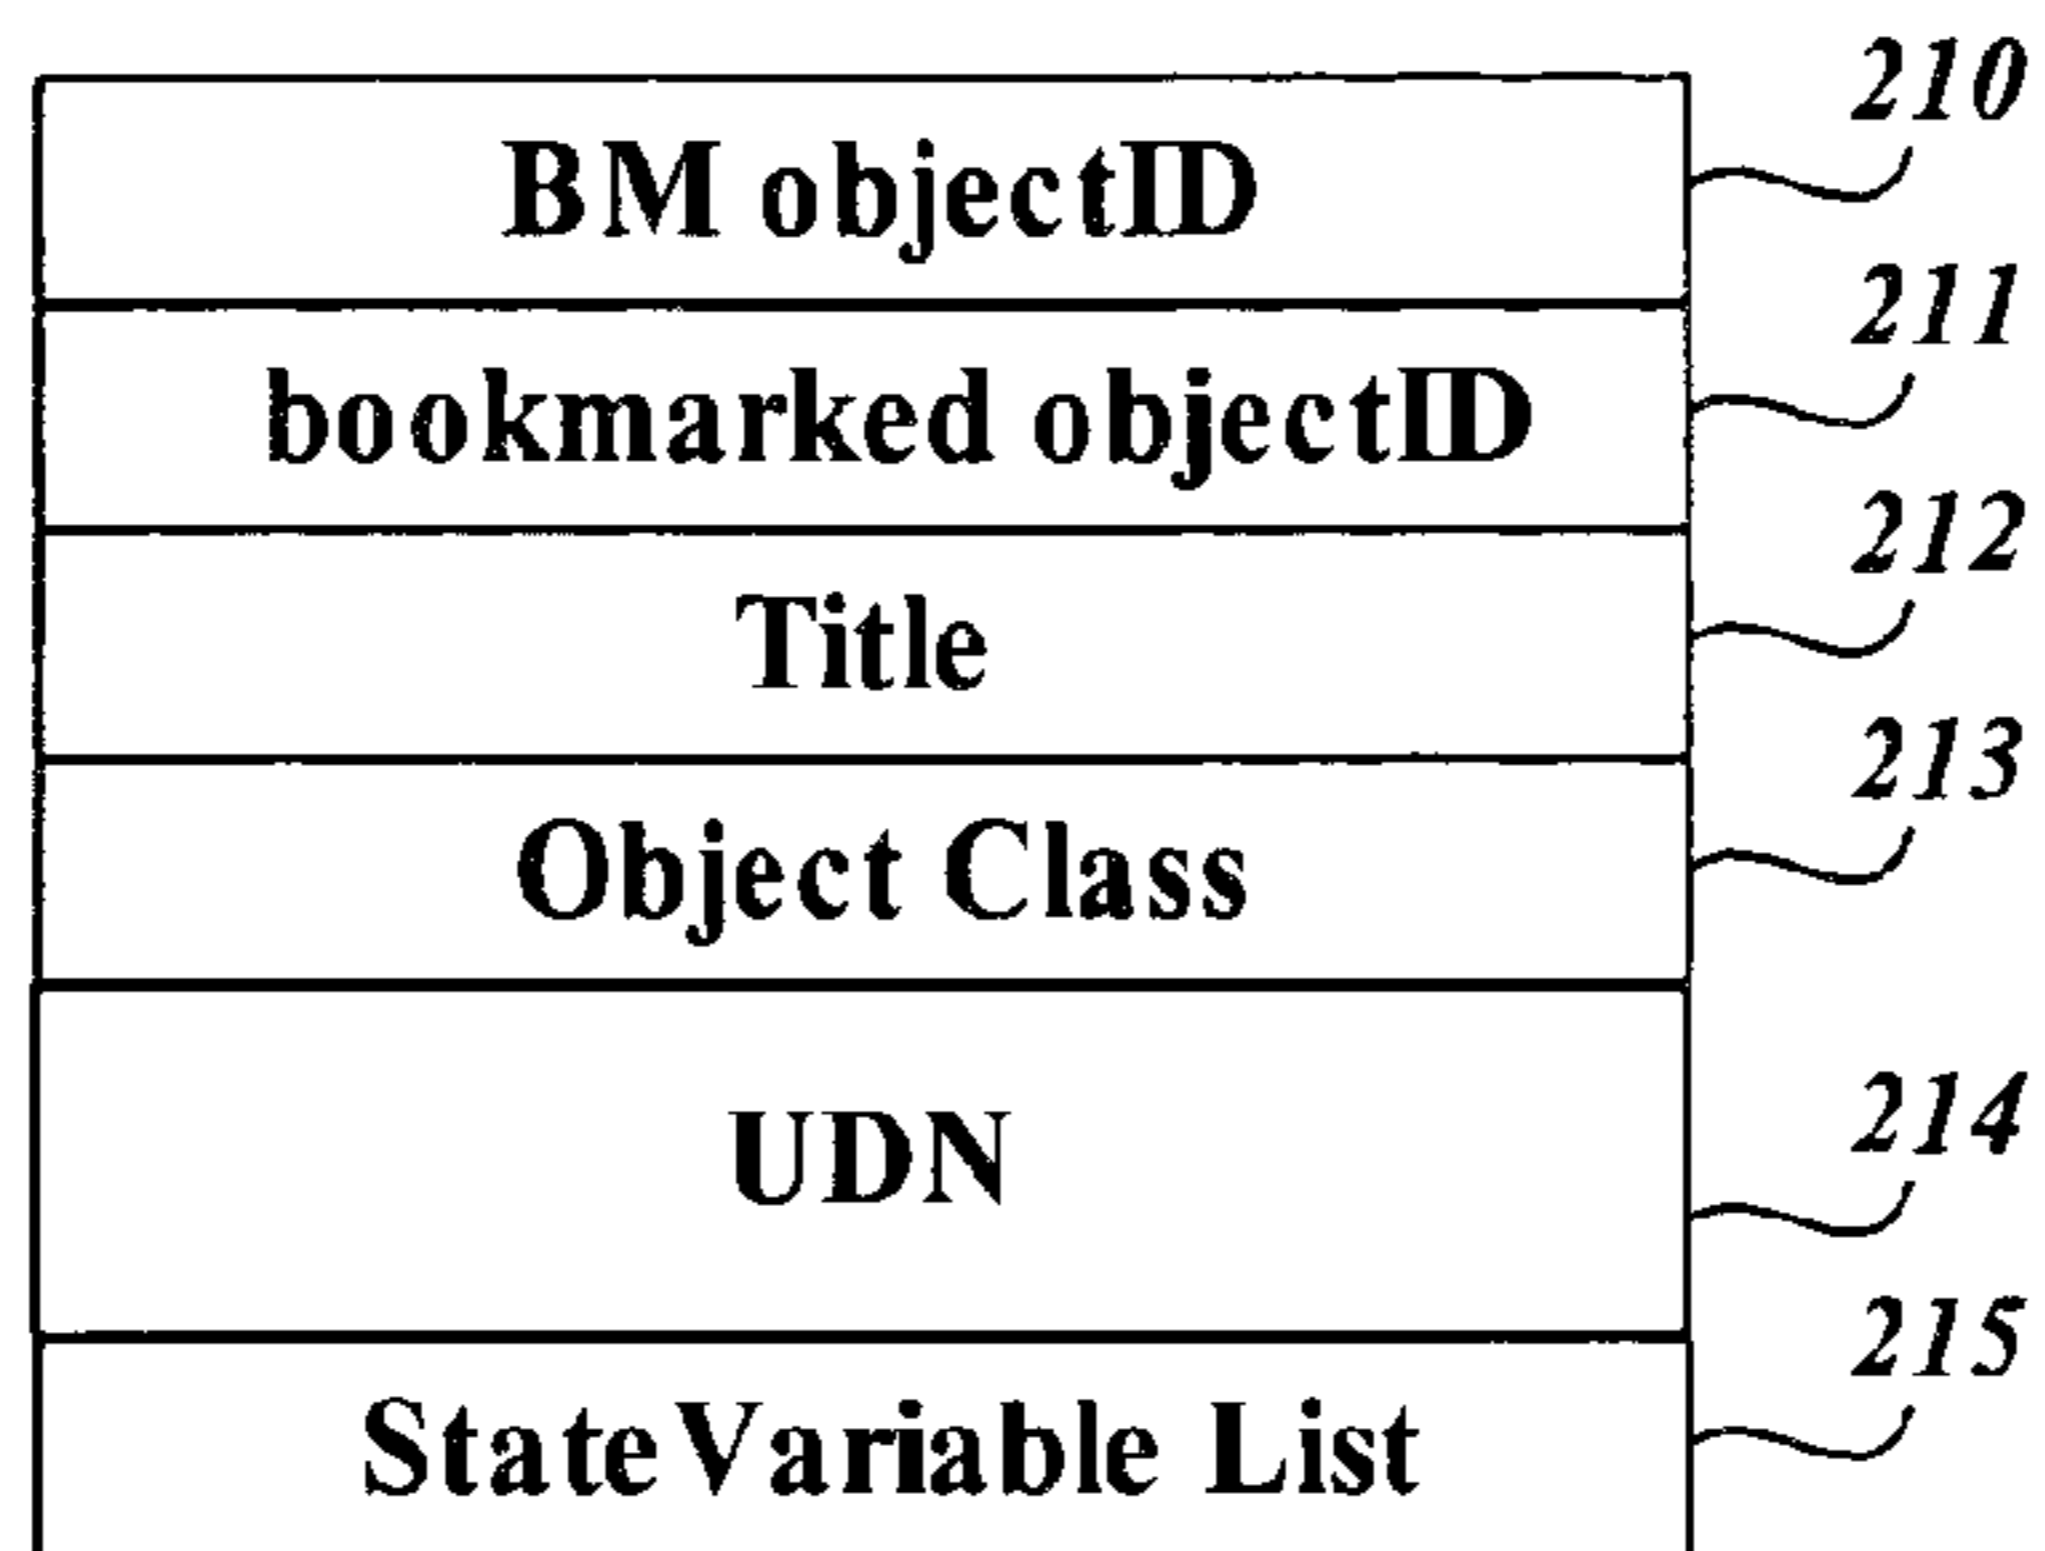 210
BM objectID
211
bookmarked objectID
212
Title
213
Object Class
214
UDN
215
StateVariable List